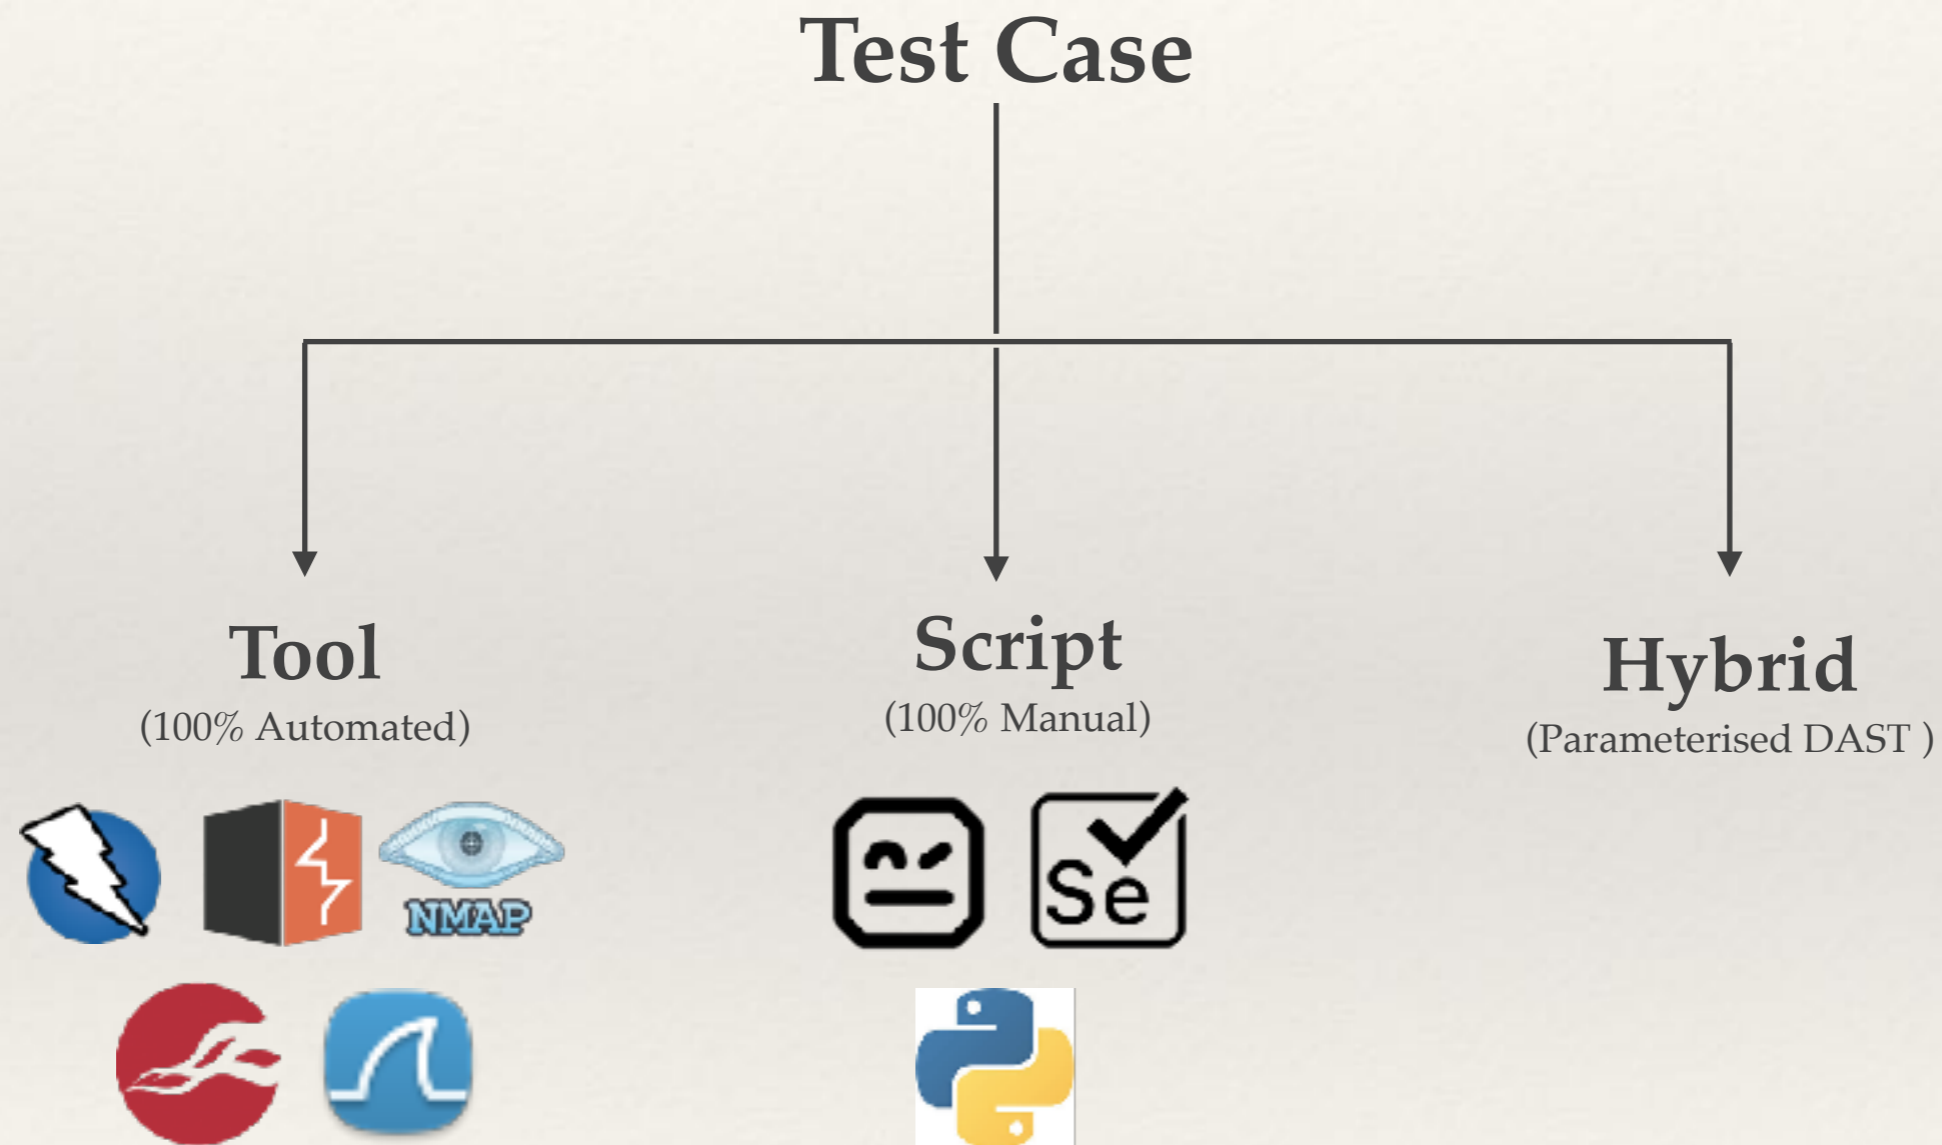 Test Case
Tool
(100% Automated)
Script
(100% Manual)
Hybrid
(Parameterised DAST )
NMAP
Se